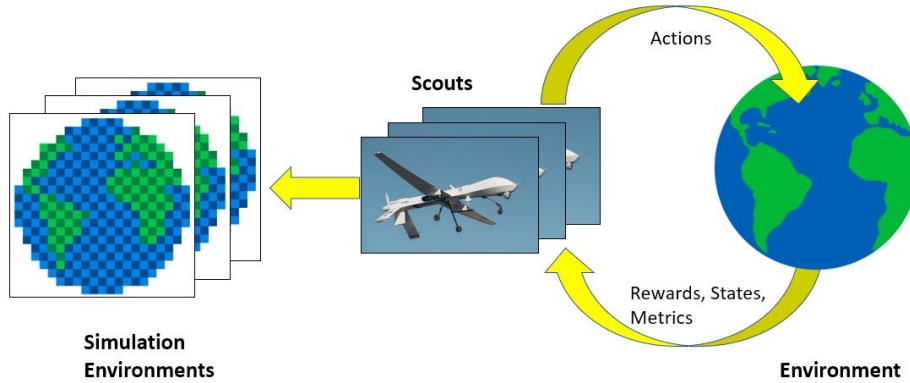 Actions
Scouts
Rewards, States,
Metrics
Simulation
Environments
Environment